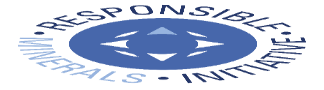 • RESPONSIBLE •
MINERALS • INITIATIVE